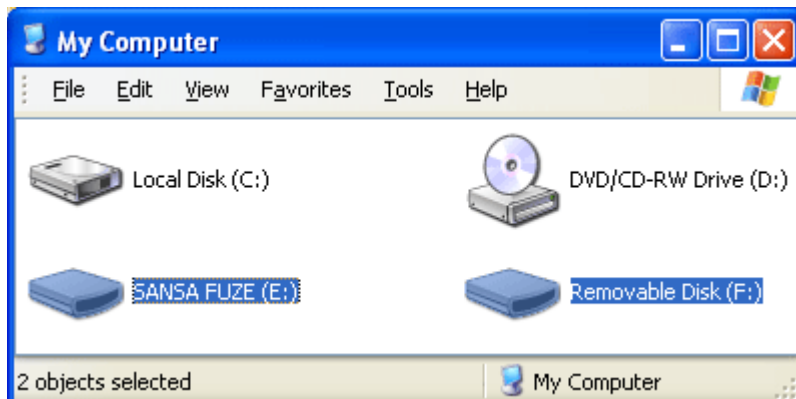 My Computer
File Edit View Favorites Tools Help
Local Disk (C:) DVD/CD-RW Drive (D:)
SANSA FUZE (E:) Removable Disk (F:)
2 objects selected My Computer